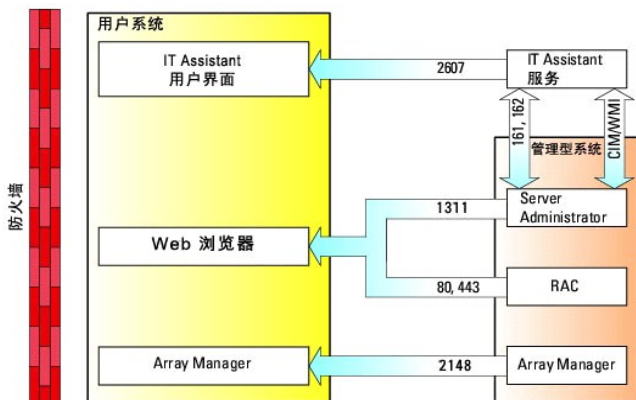 用户系统
IT Assistant
用户界面
2607
IT Assistant
服务
161, 162
CIM/WMI
管理型系统
防火墙
Web 浏览器
1311
Server
Administrator
80, 443
RAC
Array Manager
2148
Array Manager